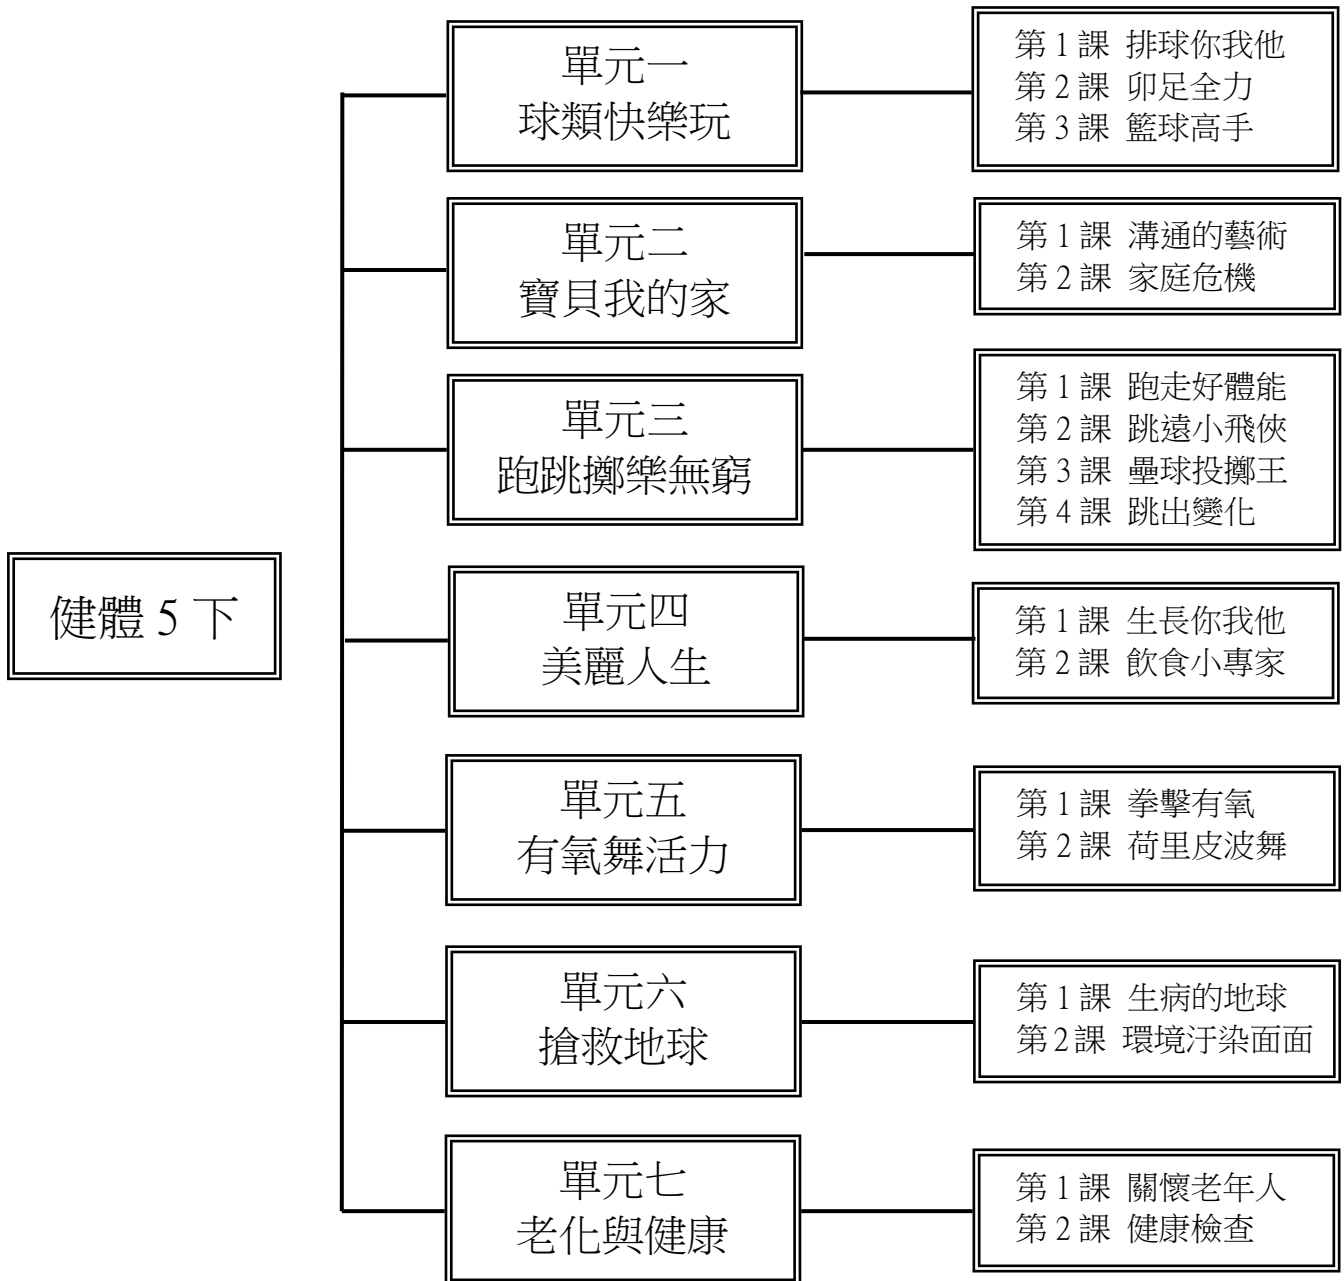 健體 5 下
單元一
球類快樂玩
第 1 課 排球你我他
第 2 課 卯足全力
第 3 課 籃球高手
單元二
寶貝我的家
第 1 課 溝通的藝術
第 2 課 家庭危機
單元三
跑跳擲樂無窮
第 1 課 跑走好體能
第 2 課 跳遠小飛俠
第 3 課 壘球投擲王
第 4 課 跳出變化
單元四
美麗人生
第 1 課 生長你我他
第 2 課 飲食小專家
單元五
有氧舞活力
第 1 課 拳擊有氧
第 2 課 荷里皮波舞
單元六
搶救地球
第 1 課 生病的地球
第 2 課 環境汙染面面
單元七
老化與健康
第 1 課 關懷老年人
第 2 課 健康檢查